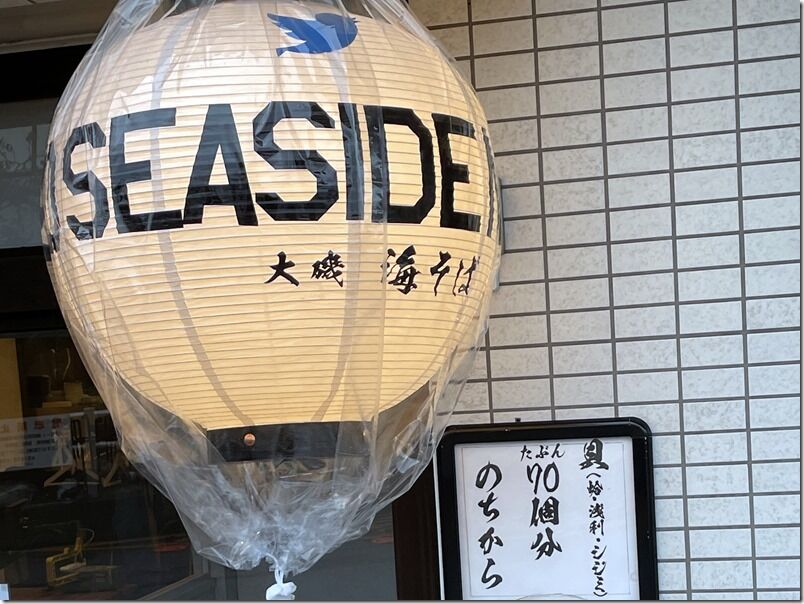 SEASIDE
大磯 海そば
貝(蛤・浅利・シジミ)
たぶん
70個分
のちから